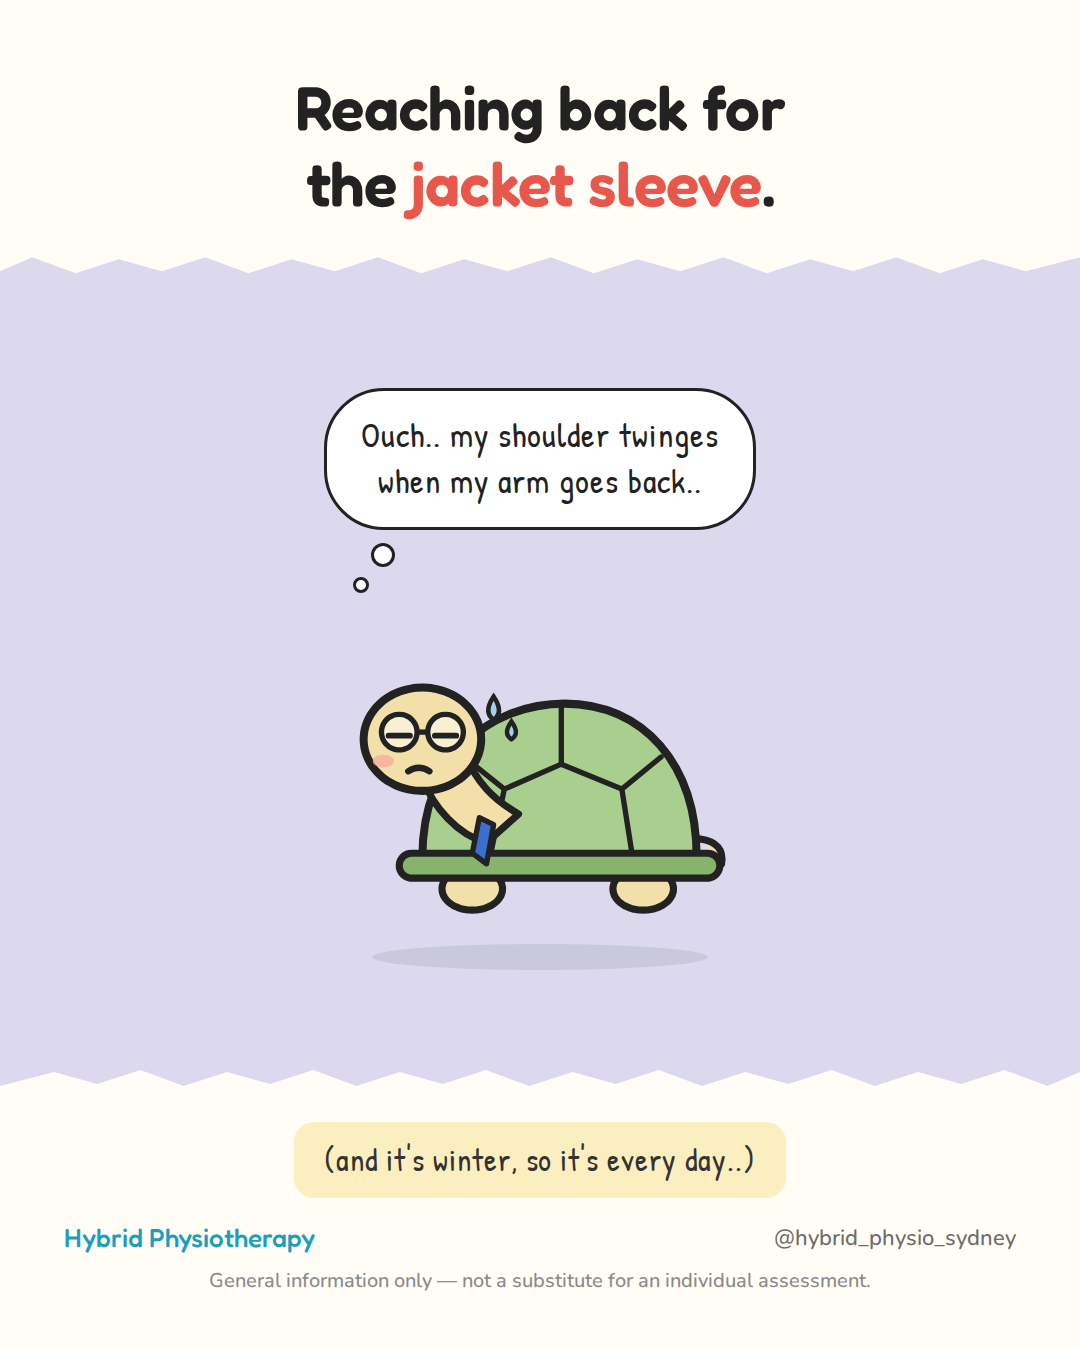 Reaching back for
the jacket sleeve.
Ouch.. my shoulder twinges
when my arm goes back..
(and it's winter, so it's every day..)
Hybrid Physiotherapy
@hybrid_physio_sydney
General information only — not a substitute for an individual assessment.